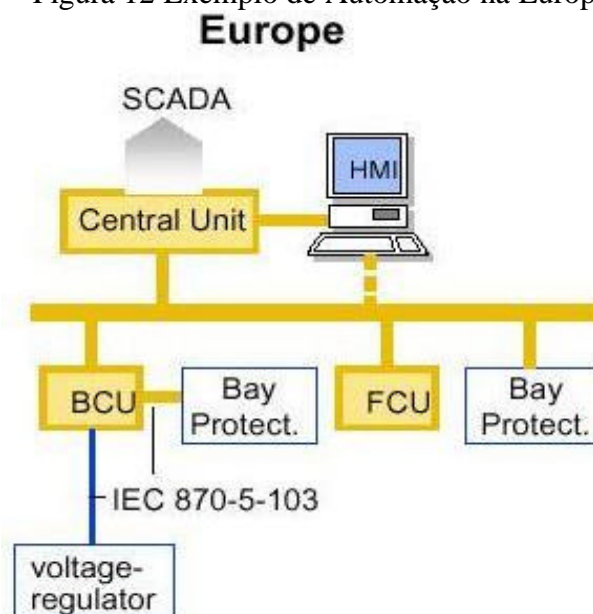 Figura 12 Exemplo de Automação na Europ
Europe
SCADA
HMI
Central Unit
BCU
Bay
Protect.
FCU
Bay
Protect.
IEC 870-5-103
voltage-
regulator